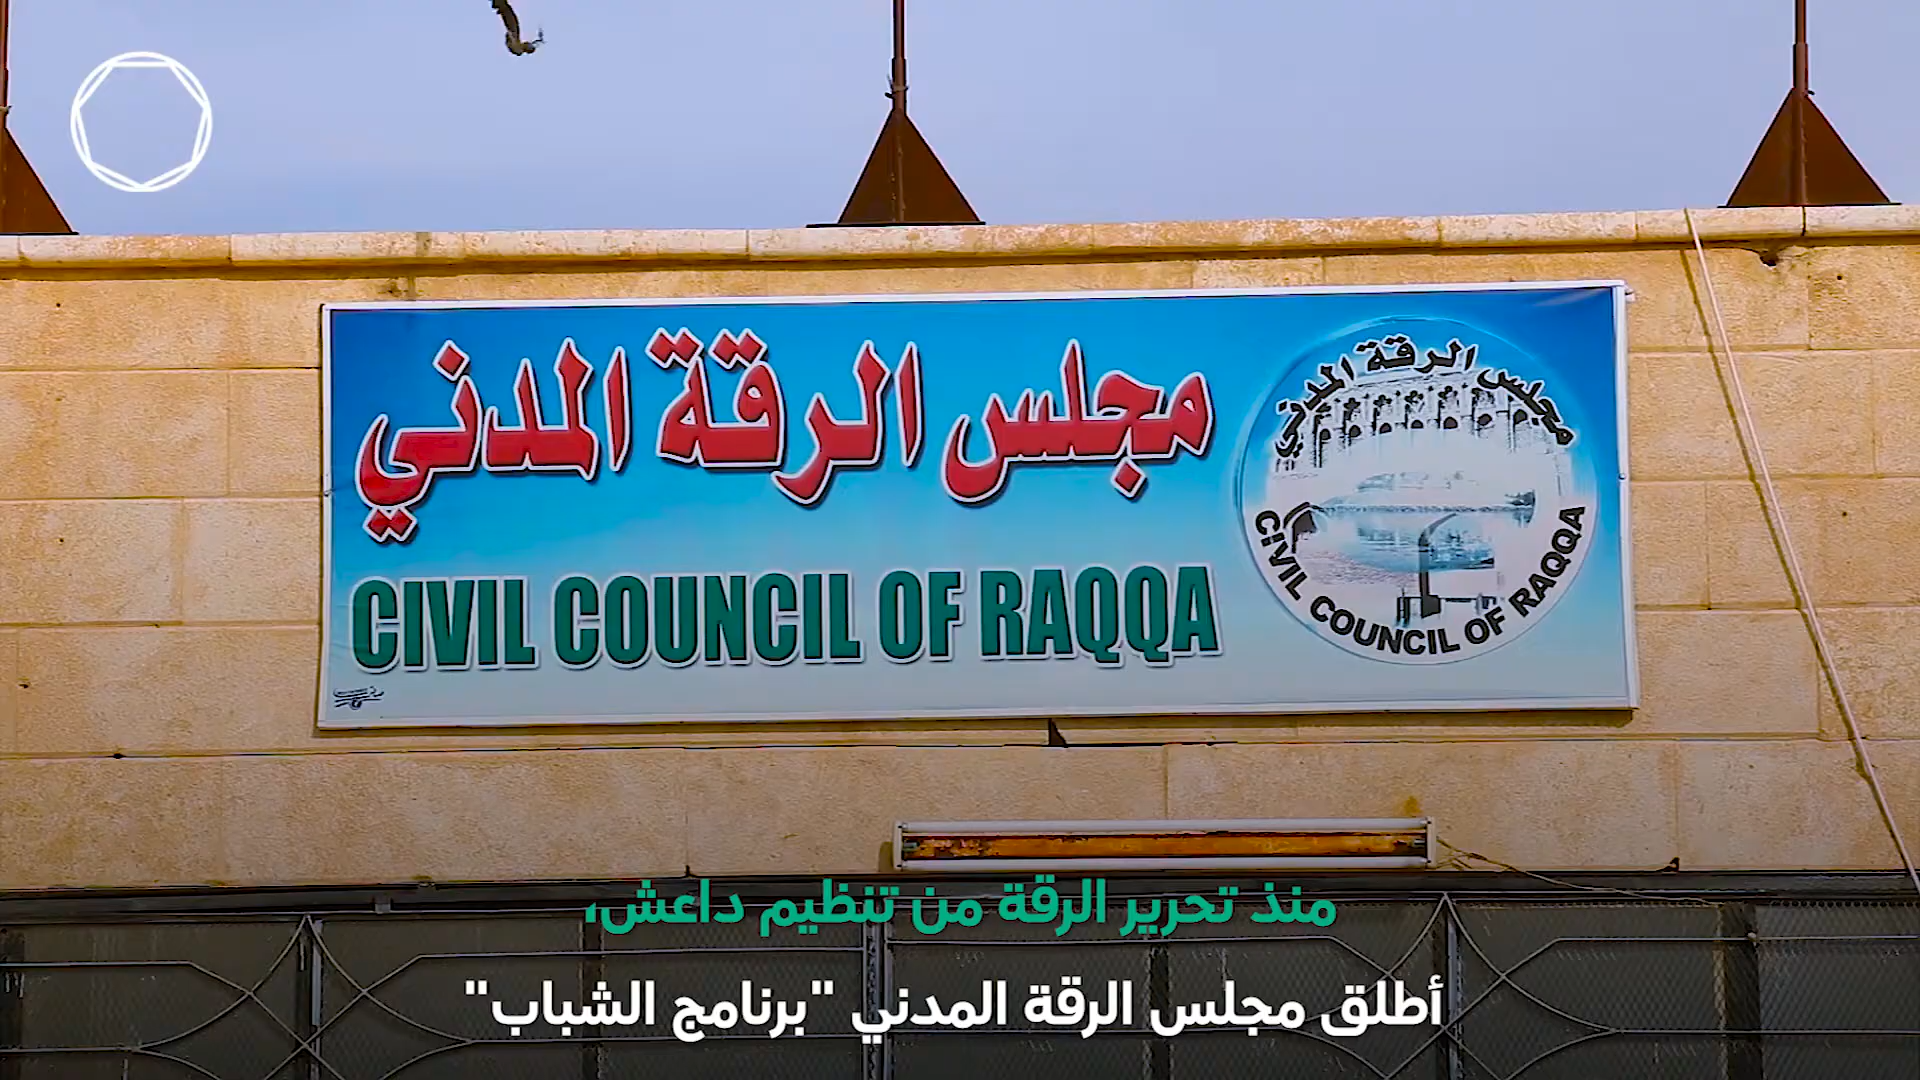 مجلس الرقة المدني
CIVIL COUNCIL OF RAQQA
مجلس الرقة المدني
CIVIL COUNCIL OF RAQQA
منذ تحرير الرقة من تنظيم داعش،
أطلق مجلس الرقة المدني "برنامج الشباب"